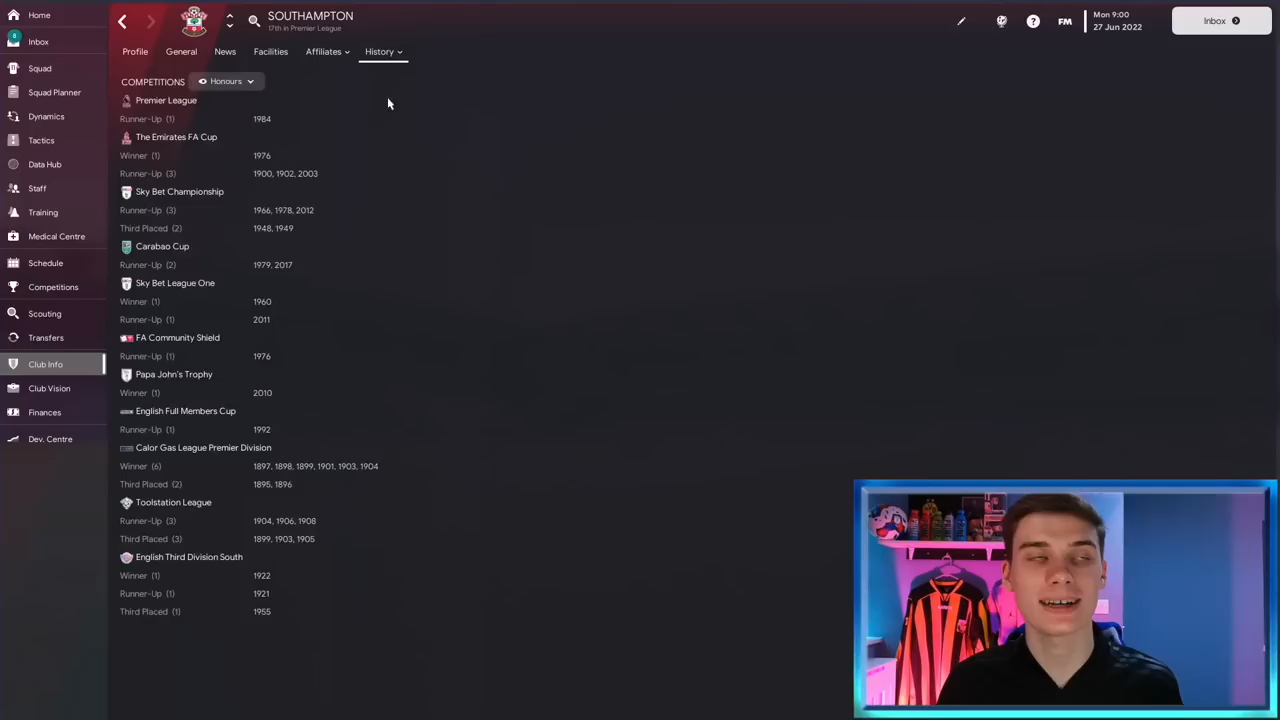 Home
Inbox
8
Squad
Squad Planner
Dynamics
Tactics
Data Hub
Staff
Training
Medical Centre
Schedule
Competitions
Scouting
Transfers
Club Info
Club Vision
Finances
Dev. Centre
SOUTHAMPTON
17th in Premier League
FM
Mon 9:00
27 Jun 2022
Inbox
Profile General News Facilities Affiliates History
COMPETITIONS Honours
Premier League
Runner-Up (1) 1984
The Emirates FA Cup
Winner (1) 1976
Runner-Up (3) 1900, 1902, 2003
Sky Bet Championship
Runner-Up (3) 1966, 1978, 2012
Third Placed (2) 1948, 1949
Carabao Cup
Runner-Up (2) 1979, 2017
Sky Bet League One
Winner (1) 1960
Runner-Up (1) 2011
FA Community Shield
Runner-Up (1) 1976
Papa John's Trophy
Winner (1) 2010
English Full Members Cup
Runner-Up (1) 1992
Calor Gas League Premier Division
Winner (6) 1897, 1898, 1899, 1901, 1903, 1904
Third Placed (2) 1895, 1896
Toolstation League
Runner-Up (3) 1904, 1906, 1908
Third Placed (3) 1899, 1903, 1905
English Third Division South
Winner (1) 1922
Runner-Up (1) 1921
Third Placed (1) 1955